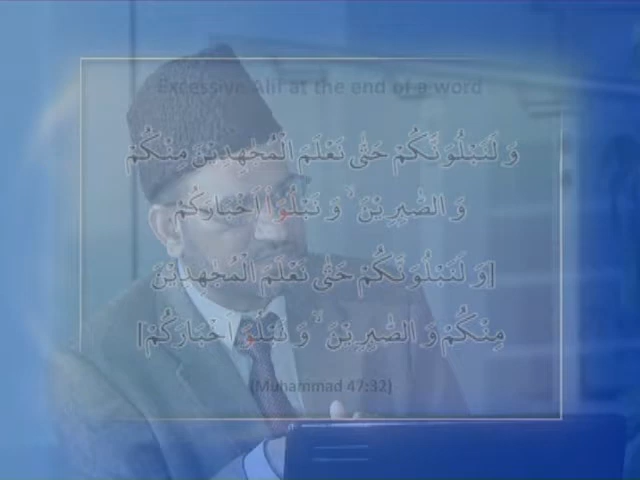 Excessive Alif at the end of a word
وَ لَنَبْلُوَنَّكُمْ حَتّٰى نَعْلَمَ الْمُجٰهِدِيْنَ مِنْكُمْ
وَ الصّٰبِرِيْنَ ۙ وَ نَبْلُوَا۟ اَخْبَارَكُمْ
[وَ لَنَبْلُوَنَّكُمْ حَتّٰى نَعْلَمَ الْمُجٰهِدِيْنَ
مِنْكُمْ وَ الصّٰبِرِيْنَ ۙ وَ نَبْلُوَ اَخْبَارَكُمْ]
(Muhammad 47:32)